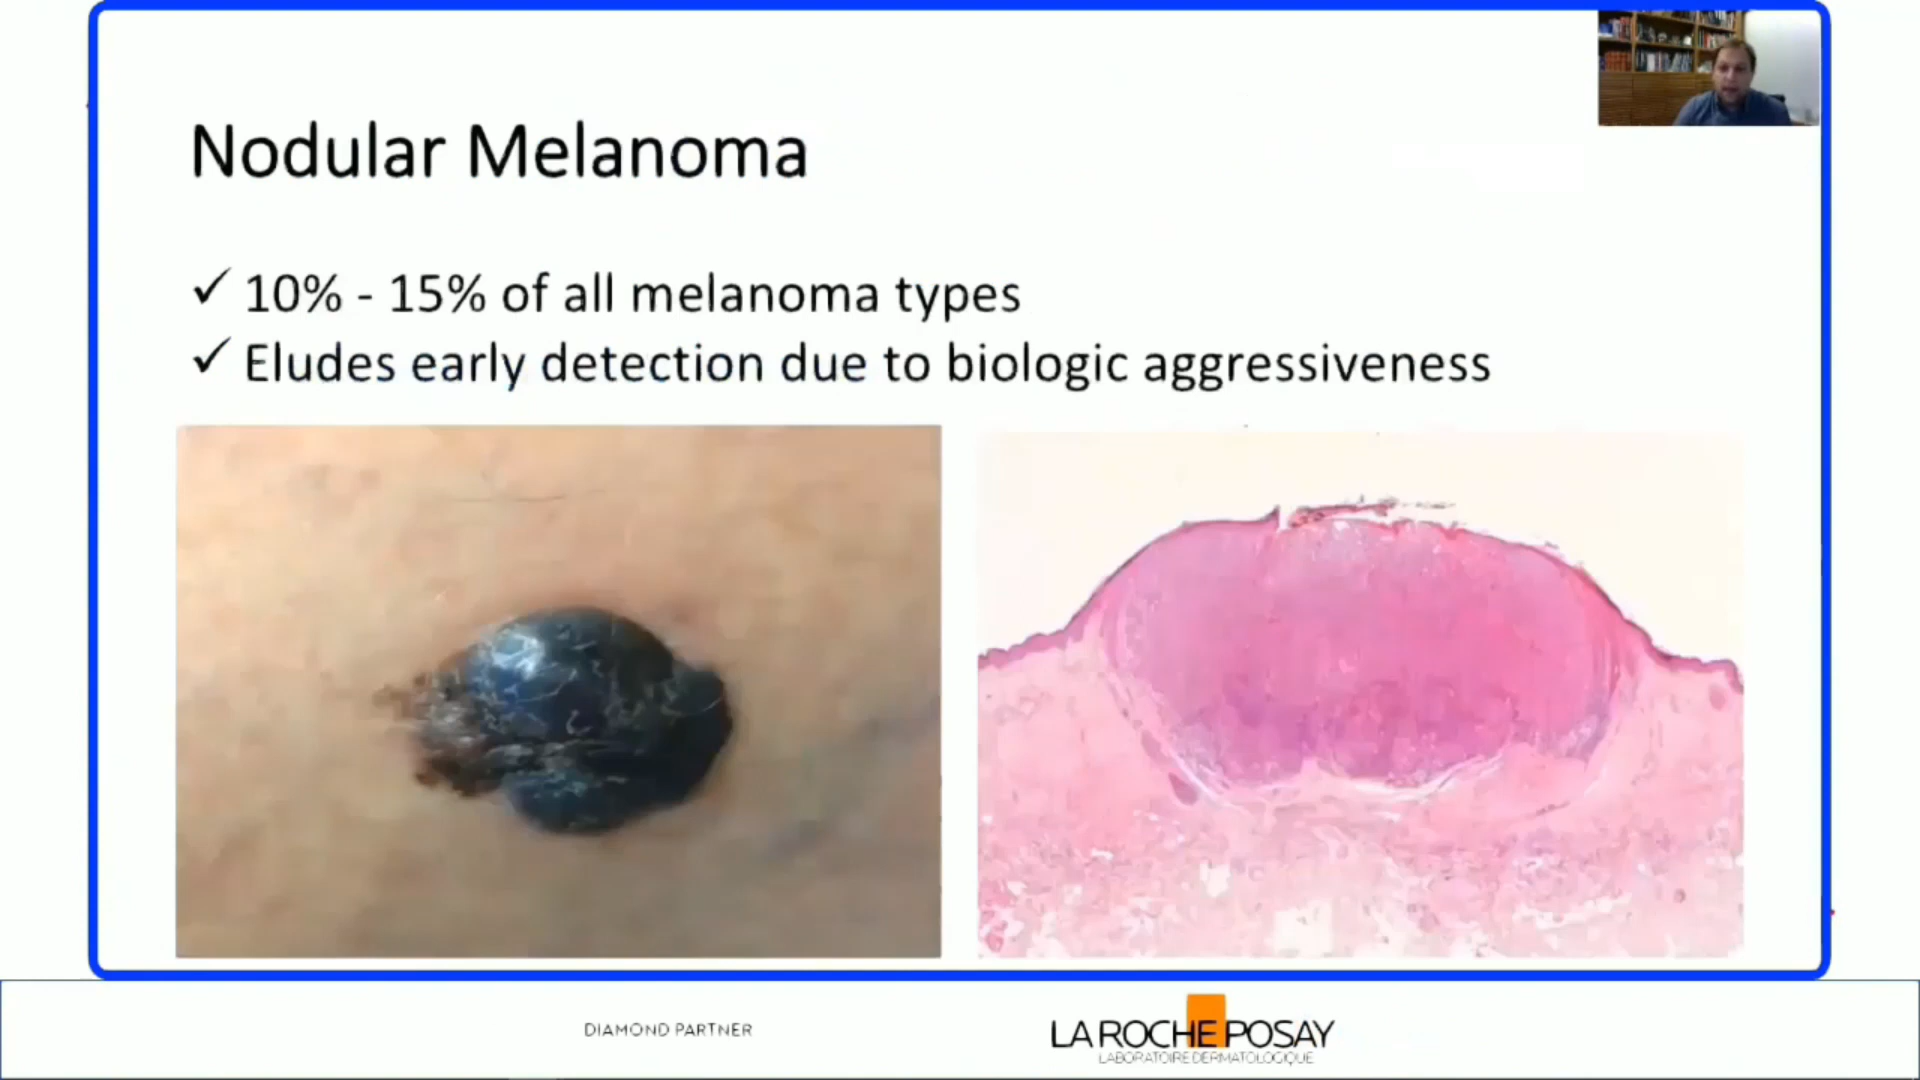 Nodular Melanoma
✓ 10% - 15% of all melanoma types
✓ Eludes early detection due to biologic aggressiveness
DIAMOND PARTNER
LA ROCHE POSAY
LABORATOIRE DERMATOLOGIQUE